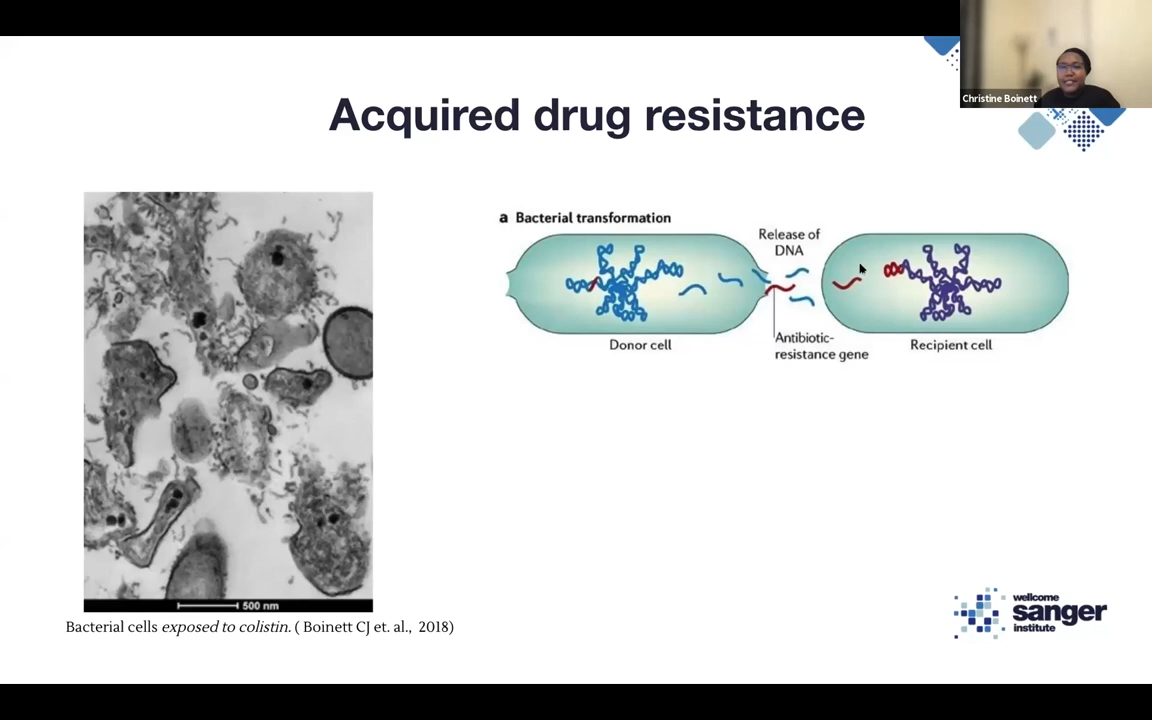 Christine Boinett
Acquired drug resistance
a Bacterial transformation
Release of
DNA
Antibiotic-
resistance gene
Donor cell
Recipient cell
500 nm
Bacterial cells exposed to colistin. ( Boinett CJ et. al., 2018)
wellcome
sanger
institute